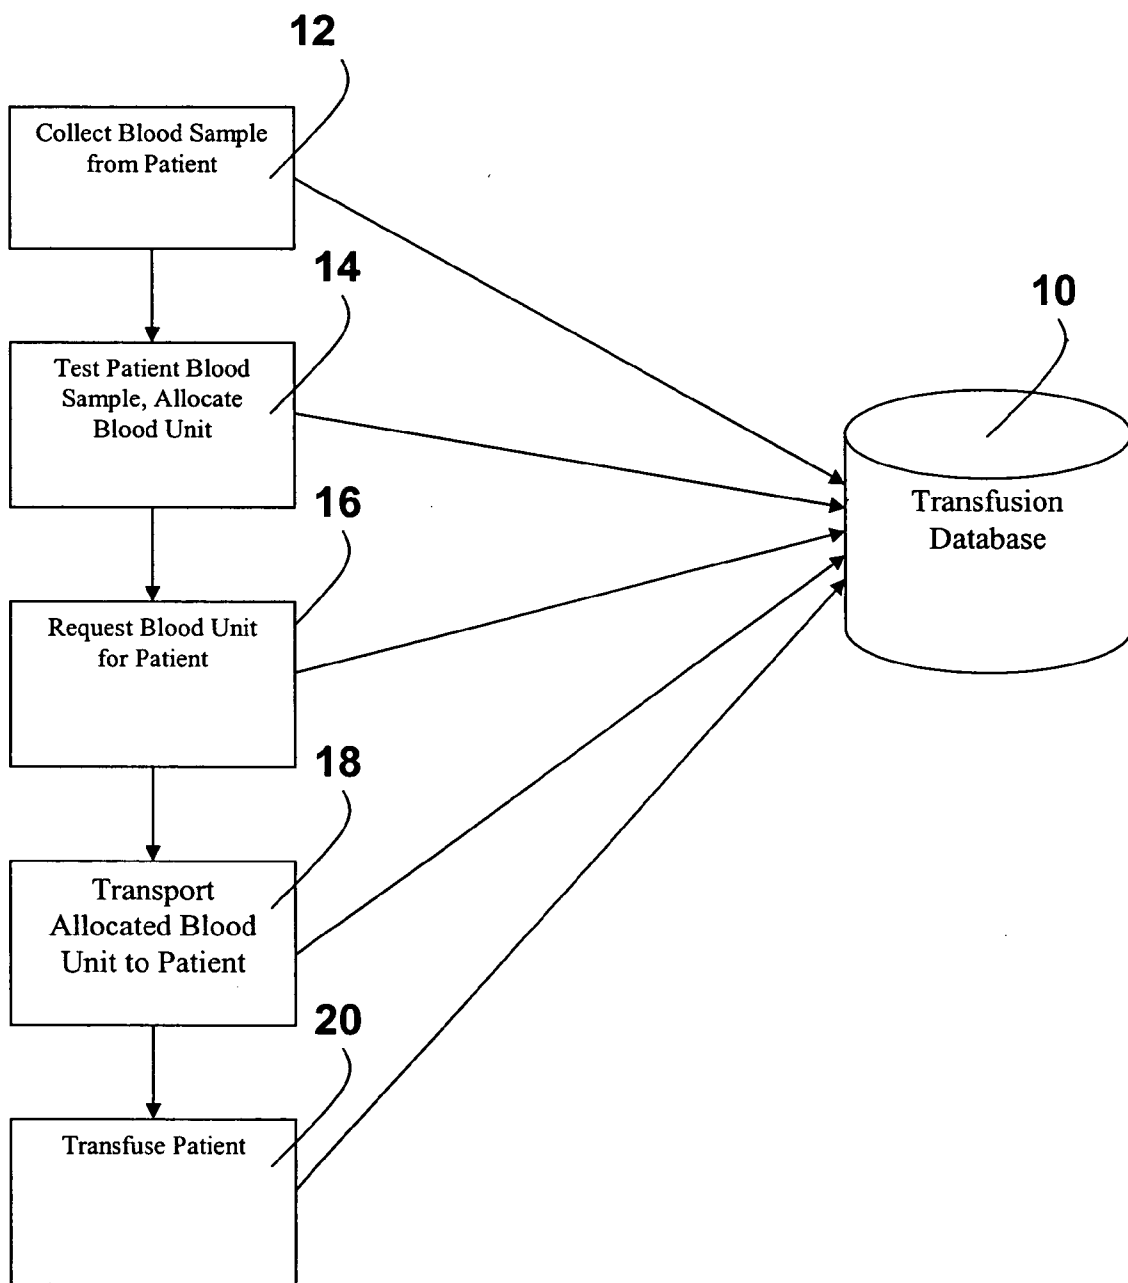 12
Collect Blood Sample
from Patient
14
Test Patient Blood
Sample, Allocate
Blood Unit
10
Transfusion
Database
16
Request Blood Unit
for Patient
18
Transport
Allocated Blood
Unit to Patient
20
Transfuse Patient